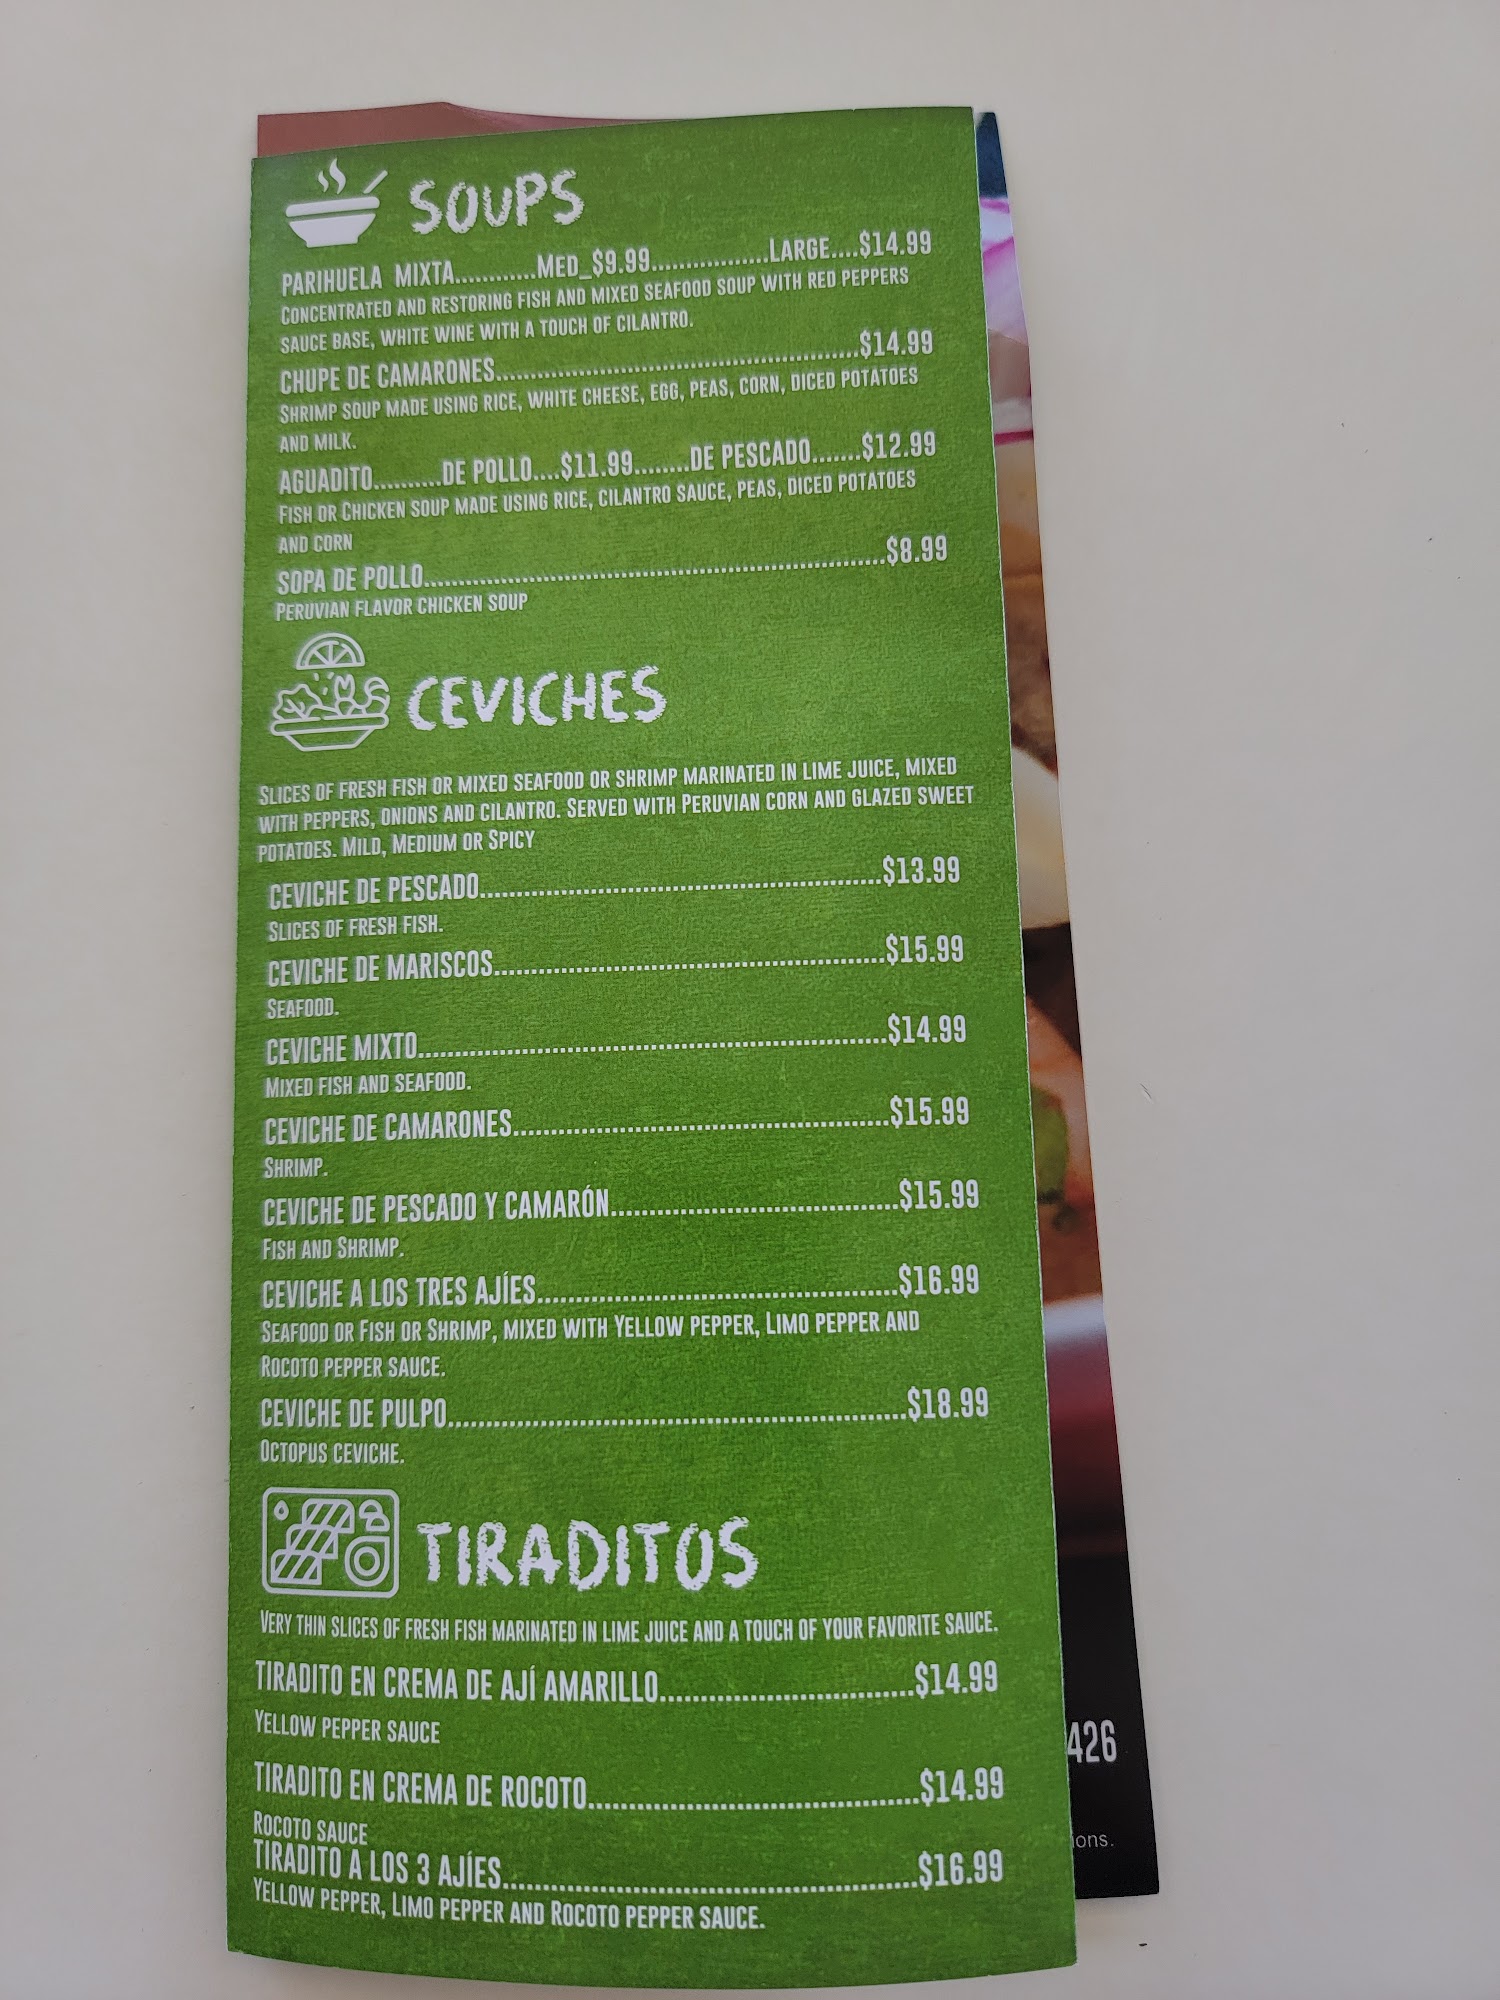 SOUPS
PARIHUELA MIXTA............MED_$9.99.................LARGE....$14.99
CONCENTRATED AND RESTORING FISH AND MIXED SEAFOOD SOUP WITH RED PEPPERS
SAUCE BASE, WHITE WINE WITH A TOUCH OF CILANTRO.
CHUPE DE CAMARONES......................................................$14.99
SHRIMP SOUP MADE USING RICE, WHITE CHEESE, EGG, PEAS, CORN, DICED POTATOES
AND MILK.
AGUADITO..........DE POLLO....$11.99........DE PESCADO.......$12.99
FISH OR CHICKEN SOUP MADE USING RICE, CILANTRO SAUCE, PEAS, DICED POTATOES
AND CORN
SOPA DE POLLO....................................................................$8.99
PERUVIAN FLAVOR CHICKEN SOUP
CEVICHES
SLICES OF FRESH FISH OR MIXED SEAFOOD OR SHRIMP MARINATED IN LIME JUICE, MIXED
WITH PEPPERS, ONIONS AND CILANTRO. SERVED WITH PERUVIAN CORN AND GLAZED SWEET
POTATOES. MILD, MEDIUM OR SPICY
CEVICHE DE PESCADO..........................................................$13.99
SLICES OF FRESH FISH.
CEVICHE DE MARISCOS.........................................................$15.99
SEAFOOD.
CEVICHE MIXTO....................................................................$14.99
MIXED FISH AND SEAFOOD.
CEVICHE DE CAMARONES......................................................$15.99
SHRIMP.
CEVICHE DE PESCADO Y CAMARÓN..........................................$15.99
FISH AND SHRIMP.
CEVICHE A LOS TRES AJÍES....................................................$16.99
SEAFOOD OR FISH OR SHRIMP, MIXED WITH YELLOW PEPPER, LIMO PEPPER AND
ROCOTO PEPPER SAUCE.
CEVICHE DE PULPO..................................................................$18.99
OCTOPUS CEVICHE.
TIRADITOS
VERY THIN SLICES OF FRESH FISH MARINATED IN LIME JUICE AND A TOUCH OF YOUR FAVORITE SAUCE.
TIRADITO EN CREMA DE AJÍ AMARILLO....................................$14.99
YELLOW PEPPER SAUCE
TIRADITO EN CREMA DE ROCOTO...............................................$14.99
ROCOTO SAUCE
TIRADITO A LOS 3 AJÍES...........................................................$16.99
YELLOW PEPPER, LIMO PEPPER AND ROCOTO PEPPER SAUCE.
426
ions.